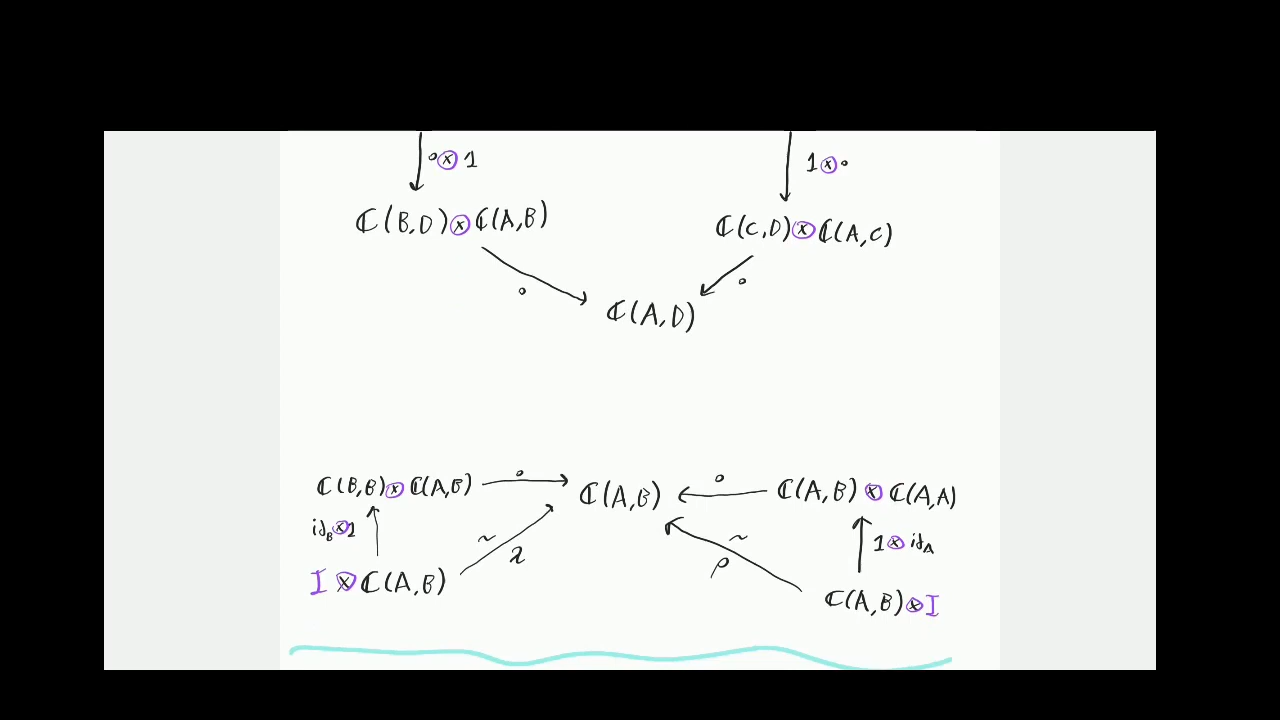 ∘⊗1 1⊗∘
ℂ(B,D)⊗ℂ(A,B) ℂ(C,D)⊗ℂ(A,C)
∘ ∘
ℂ(A,D)
ℂ(B,B)⊗ℂ(A,B) ∘ ℂ(A,B) ∘ ℂ(A,B)⊗ℂ(A,A)
id_B⊗1 ~ λ ~ ρ 1⊗id_A
I⊗ℂ(A,B) ℂ(A,B)⊗I